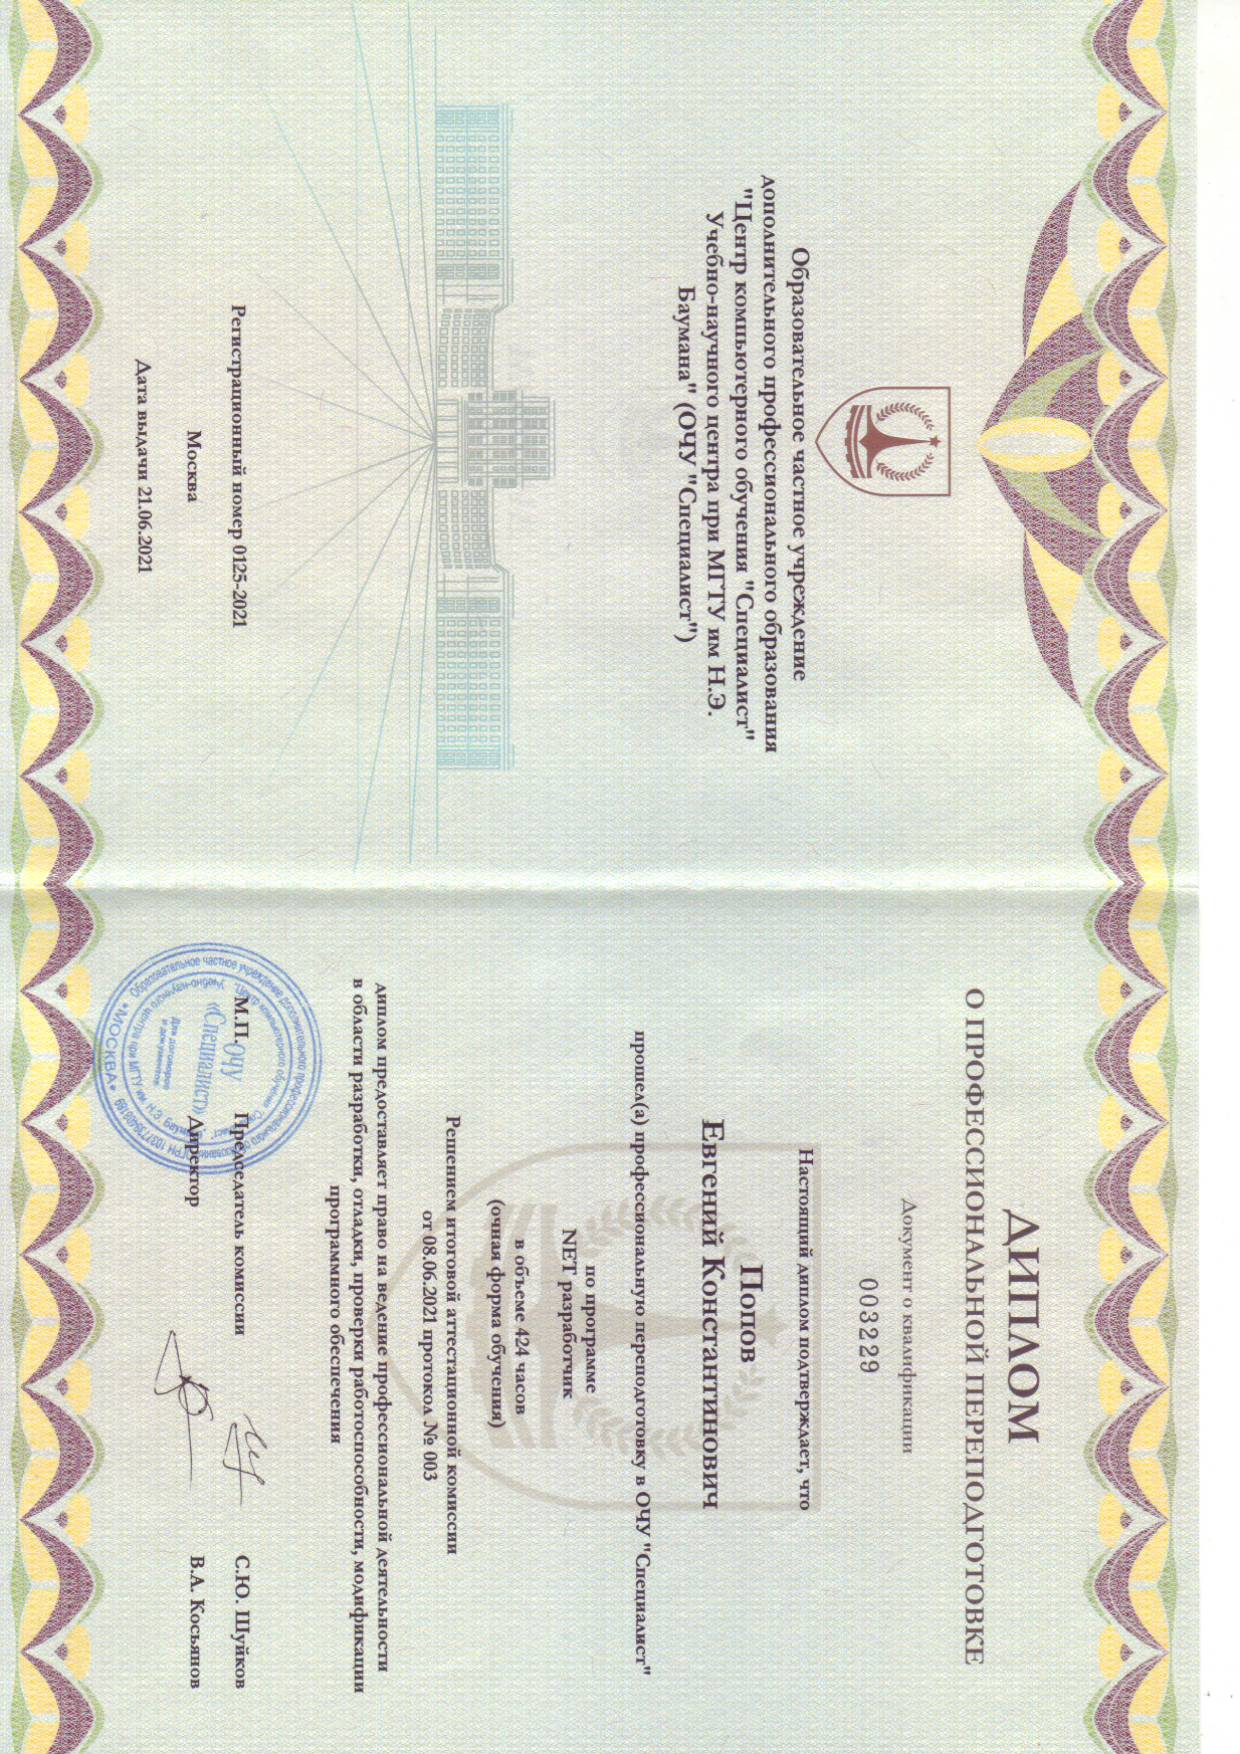 Образовательное частное учреждение
дополнительного профессионального образования
"Центр компьютерного обучения "Специалист"
Учебно-научного центра при МГТУ им Н.Э.
Баумана" (ОЧУ "Специалист")
Регистрационный номер 0125-2021
Москва
Дата выдачи 21.06.2021
ДИПЛОМ
О ПРОФЕССИОНАЛЬНОЙ ПЕРЕПОДГОТОВКЕ
Документ о квалификации
003229
Настоящий диплом подтверждает, что
Попов
Евгений Константинович
прошел(а) профессиональную переподготовку в ОЧУ "Специалист"
по программе
NET разработчик
в объеме 424 часов
(очная форма обучения)
Решением итоговой аттестационной комиссии
от 08.06.2021 протокол № 003
диплом предоставляет право на ведение профессиональной деятельности
в области разработки, отладки, проверки работоспособности, модификации
программного обеспечения
М.П. Председатель комиссии С.Ю. Шуйков
Директор В.А. Косьянов
Образовательное частное учреждение дополнительного профессионального образования
"Центр компьютерного обучения
Учебно-научного центра при МГТУ им. Н.Э.
ОЧУ
«Специалист»
Для договоров
и документов
*МОСКВА*